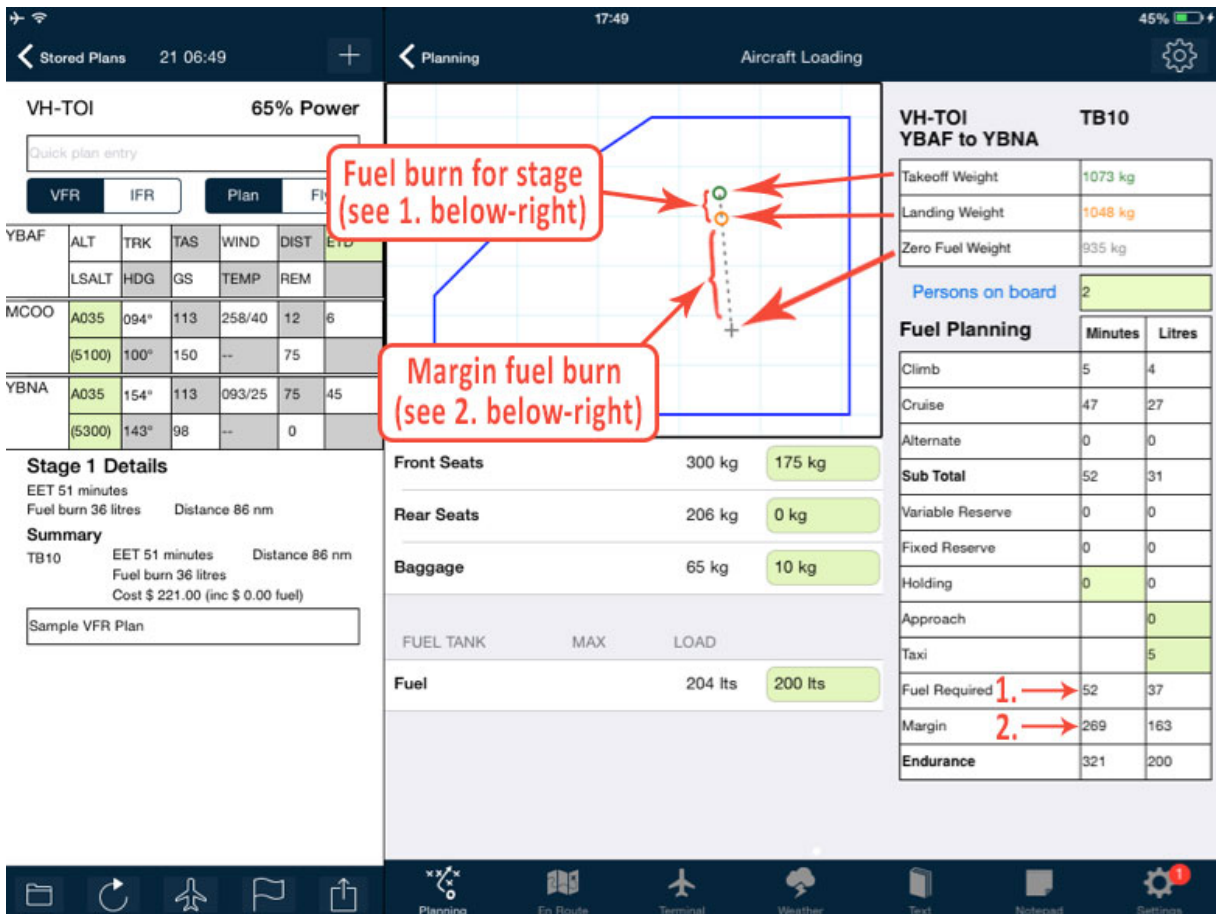 17:49
45%
Stored Plans 21 06:49
Planning Aircraft Loading
VH-TOI 65% Power
Quick plan entry
VFR IFR Plan
YBAF ALT TRK TAS WIND DIST ETD
LSALT HDG GS TEMP REM
MCOO A035 094° 113 258/40 12 6
(5100) 100° 150 -- 75
YBNA A035 154° 113 093/25 75 45
(5300) 143° 98 -- 0
Stage 1 Details
EET 51 minutes
Fuel burn 36 litres Distance 86 nm
Summary
TB10 EET 51 minutes Distance 86 nm
Fuel burn 36 litres
Cost $ 221.00 (inc $ 0.00 fuel)
Sample VFR Plan
Fuel burn for stage
(see 1. below-right)
Margin fuel burn
(see 2. below-right)
Front Seats 300 kg 175 kg
Rear Seats 206 kg 0 kg
Baggage 65 kg 10 kg
FUEL TANK MAX LOAD
Fuel 204 lts 200 lts
VH-TOI TB10
YBAF to YBNA
Takeoff Weight 1073 kg
Landing Weight 1048 kg
Zero Fuel Weight 935 kg
Persons on board 2
Fuel Planning Minutes Litres
Climb 5 4
Cruise 47 27
Alternate 0 0
Sub Total 52 31
Variable Reserve 0 0
Fixed Reserve 0 0
Holding 0 0
Approach 0
Taxi 5
Fuel Required 1. 52 37
Margin 2. 269 163
Endurance 321 200
Planning En Route Terminal Weather Text Notepad Settings
1